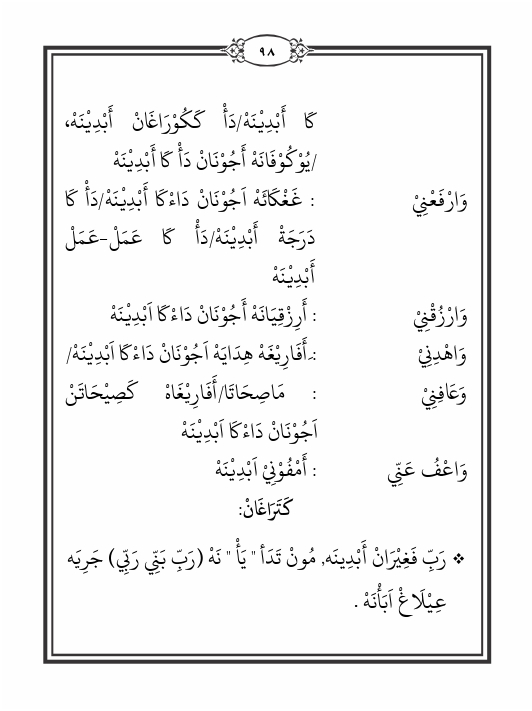 ٩٨
كَا أَبْدِيْنَهْ/دَأْ كَكُوْرَاغَانْ أَبْدِيْنَهْ،
/يُوْكُوْفَانَهْ أَجُوْنَانْ دَأْ كَا أَبْدِيْنَهْ
وَارْفَعْنِيْ : غَغْكَائَهْ اَجُوْنَانْ دَاءْكَا أَبْدِيْنَهْ/دَأْ كَا
دَرَجَةْ أَبْدِيْنَهْ/دَأْ كَا عَمَلْ-عَمَلْ
أَبْدِيْنَهْ
وَارْزُقْنِيْ : أَرِزْقِيَانَهْ أَجُوْنَانْ دَاءْكَا اَبْدِيْنَهْ
وَاهْدِنِيْ : أَفَارِيْغَهْ هِدَايَهْ اَجُوْنَانْ دَاءْكَا اَبْدِيْنَهْ/
وَعَافِنِيْ : مَاصِحَاتَا/أَفَارِيْغَاهْ كَصِيْحَاتَنْ
اَجُوْنَانْ دَاءْكَا اَبْدِيْنَهْ
وَاعْفُ عَنِّي : أَمْفُوْنِيْ اَبْدِيْنَهْ
كَتَرَاغَانْ:
❖ رَبِّ فَغِيْرَانْ أَبْدِينَه, مُونْ تَدَأ " يَأْ " نَهْ (رَبِّ بَنِّي رَبِّي) جَرِيَه
عِيْلَاغْ اَبَأْنَهْ .